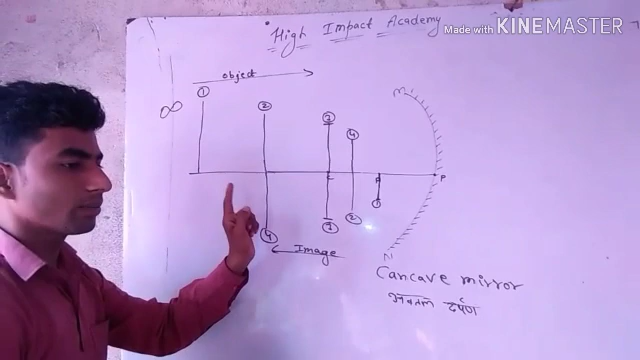 High Impact Academy
Made with KINEMASTER
object
∞ ① ②
③ ④
M
C F P
③ ② ①
④
Image
N
Cancave mirror
अवतल दर्पण